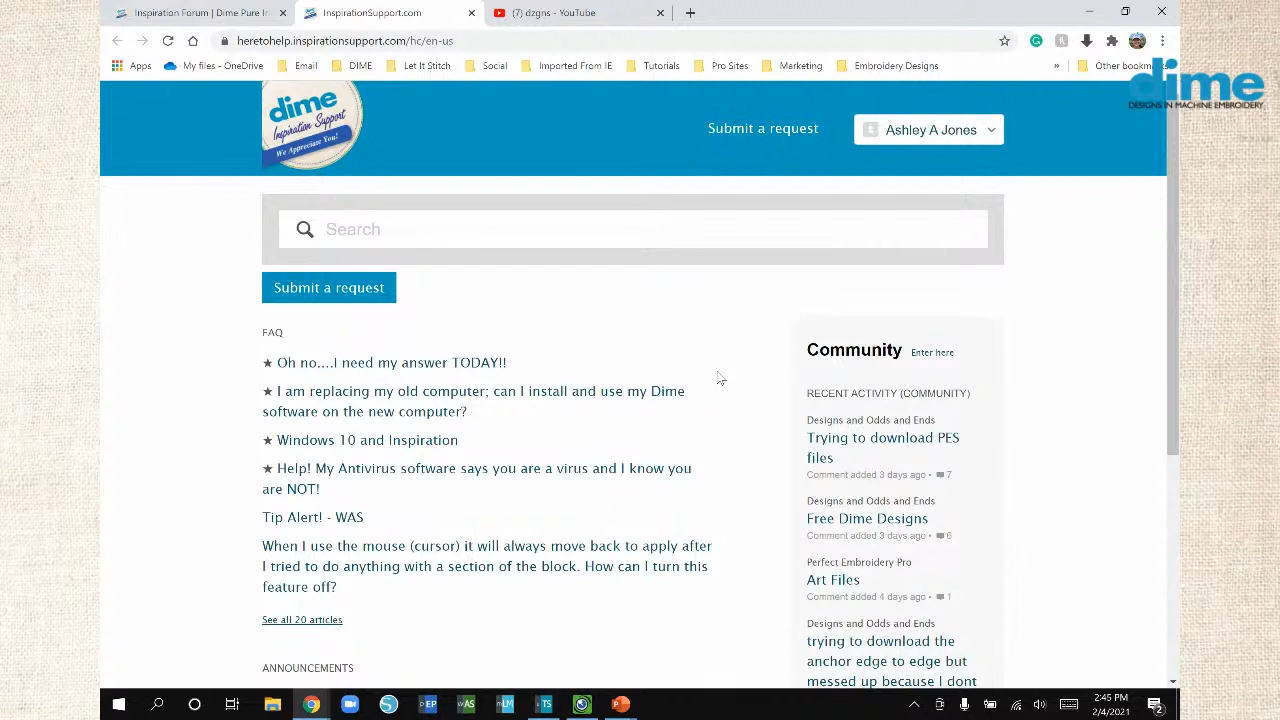 Inspiration Forum | Dime Pure In
InspirationSupport.com
(7) dzgns - YouTube
heretohelp.inspirationsupport.com/hc/en-us
Apps My files - OneDrive Email DIME Let It Stitch Social Imported From IE Tutorials Pro Sites Marketing Embroidery Designs » Other bookmarks
dime
DESIGNS IN MACHINE EMBROIDERY
dime
Inspiration Support
We Appreciate You!
Submit a request
Ashley A Jones
Search
Submit a request
FAQ
★ Oh no....I need my answer TODAY!!
★ I am replacing my old computer; can I install and use my Dime
software on the new computer?
★ Windows 10 and Inspiration
★ Help! My Antivirus software says you are a virus and I know you
are NOT!
Tip Alert! - WAS
When I use the mouse (cursor) it will always move back to apply after
I tried to do anything with a section of the block. How can I turn this
feature off?
See all 20 articles
ANNOUNCEMENTS
Community Enter here
RECENT ACTIVITY (COMMUNITY)
Designs and Odds and Ends
Trying to download PES
files
Comment added 3 days ago • 7
Designs and Odds and Ends
Free Dime Designs
Comment added 3 days ago •
Perfect Embroidery Pro
Art Files
Comment added 4 days ago • 1
Designs and Odds and Ends
trying to download the
anchor edge to edge but
messed up because I dont
EP AS LM TS
2:45 PM
2/4/2021